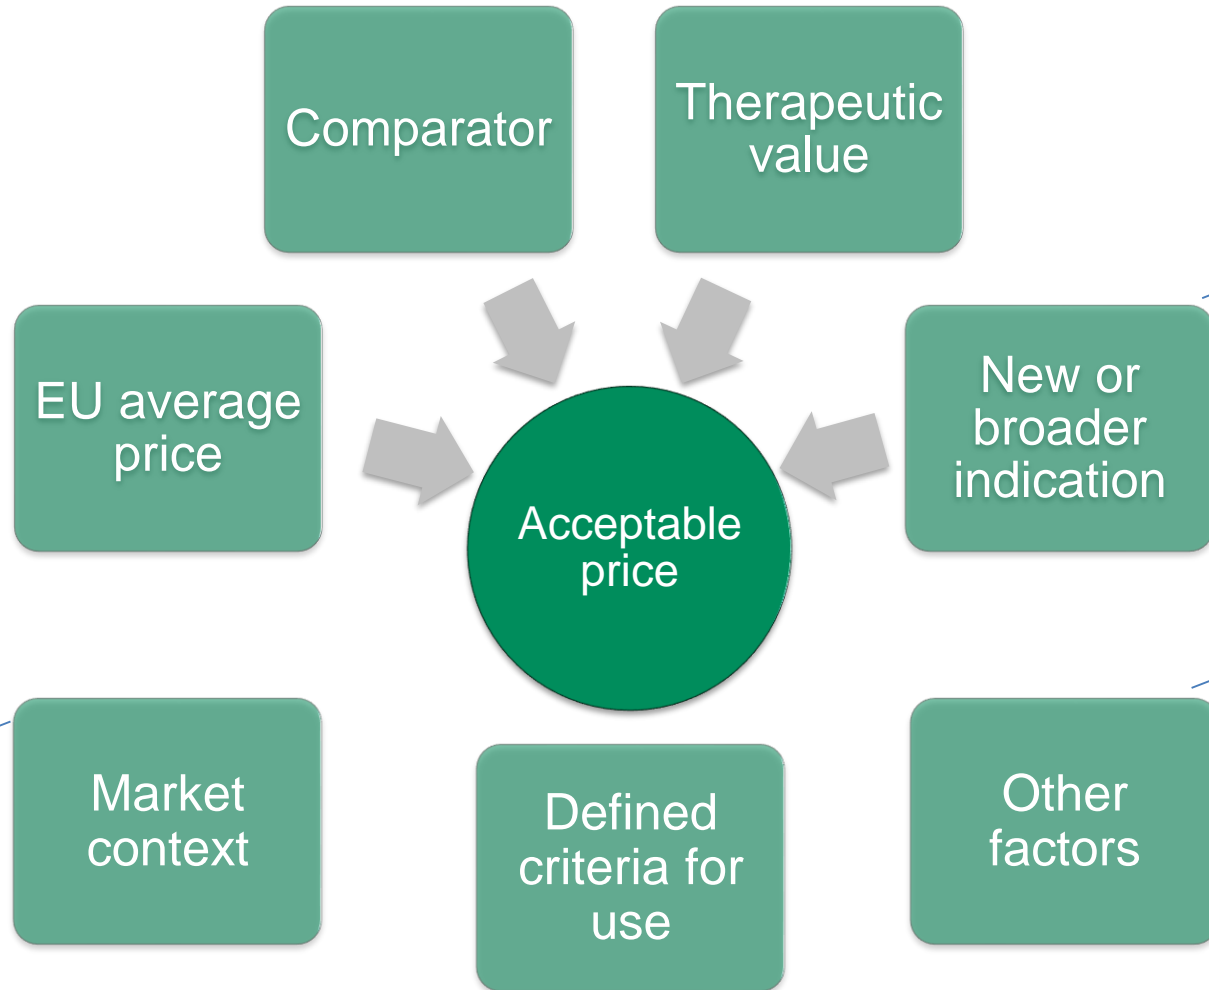 Comparator
Therapeutic
value
EU average
price
New or
broader
indication
Acceptable
price
Market
context
Defined
criteria for
use
Other
factors